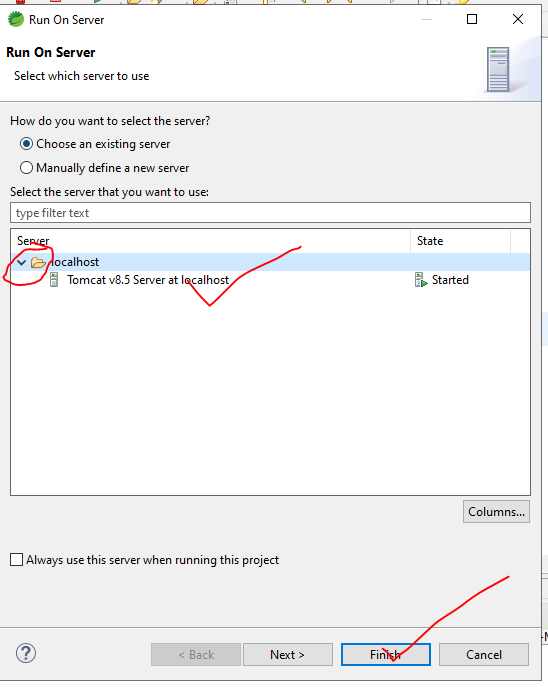 Run On Server
Run On Server
Select which server to use
How do you want to select the server?
Choose an existing server
Manually define a new server
Select the server that you want to use:
type filter text
Server State
localhost
Tomcat v8.5 Server at localhost Started
Columns...
Always use this server when running this project
? < Back Next > Finish Cancel